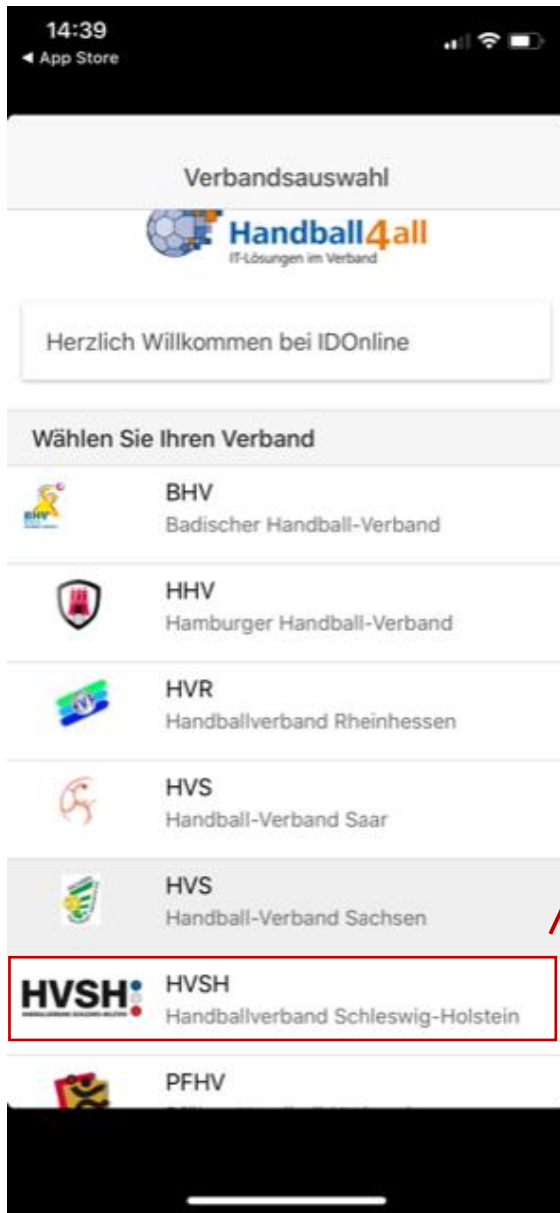 14:39
◀ App Store
Verbandsauswahl
Handball4all
IT-Lösungen im Verband
Herzlich Willkommen bei IDOnline
Wählen Sie Ihren Verband
BHV
BHV
Badischer Handball-Verband
HHV
Hamburger Handball-Verband
HVR
Handballverband Rheinhessen
HVS
Handball-Verband Saar
HVS
Handball-Verband Sachsen
HVSH
HVSH
Handballverband Schleswig-Holstein
PFHV